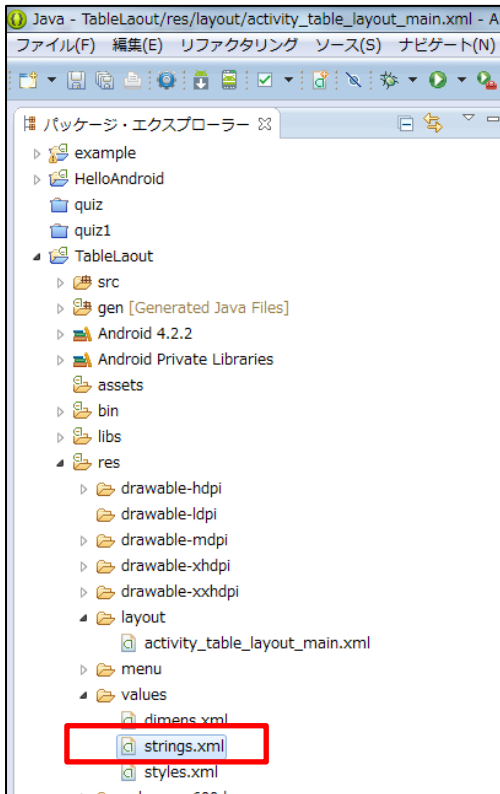 Java - TableLaout/res/layout/activity_table_layout_main.xml - A
ファイル(F) 編集(E) リファクタリング ソース(S) ナビゲート(N)
パッケージ・エクスプローラー
example
HelloAndroid
quiz
quiz1
TableLaout
src
gen [Generated Java Files]
Android 4.2.2
Android Private Libraries
assets
bin
libs
res
drawable-hdpi
drawable-ldpi
drawable-mdpi
drawable-xhdpi
drawable-xxhdpi
layout
activity_table_layout_main.xml
menu
values
dimens.xml
strings.xml
styles.xml